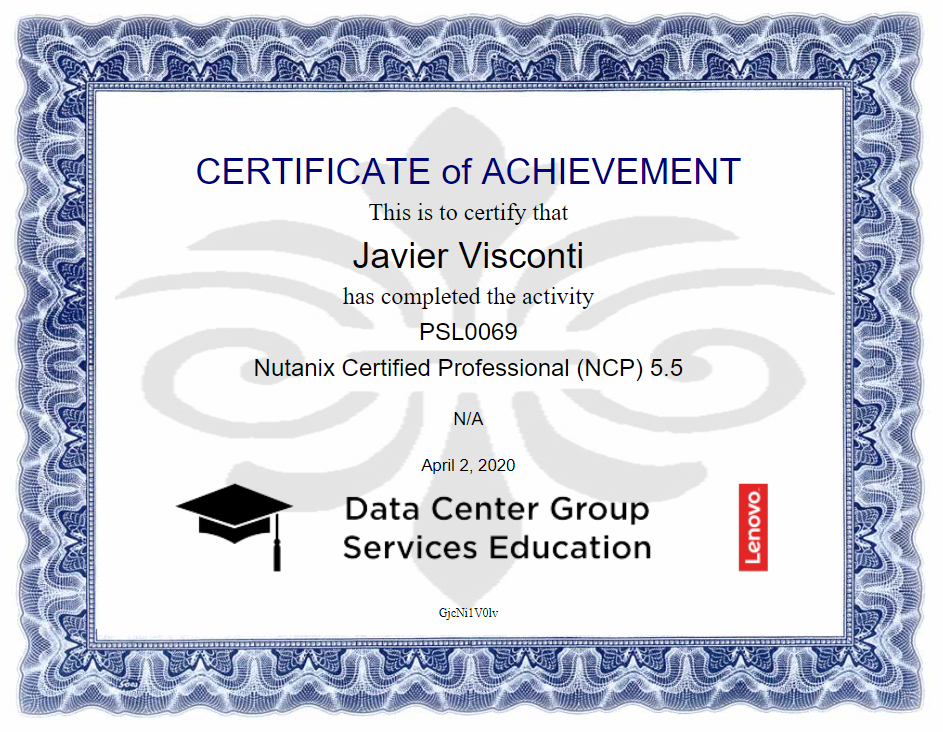 CERTIFICATE of ACHIEVEMENT
This is to certify that
Javier Visconti
has completed the activity
PSL0069
Nutanix Certified Professional (NCP) 5.5
N/A
April 2, 2020
Data Center Group
Services Education
Lenovo
GjcNi1V0lv